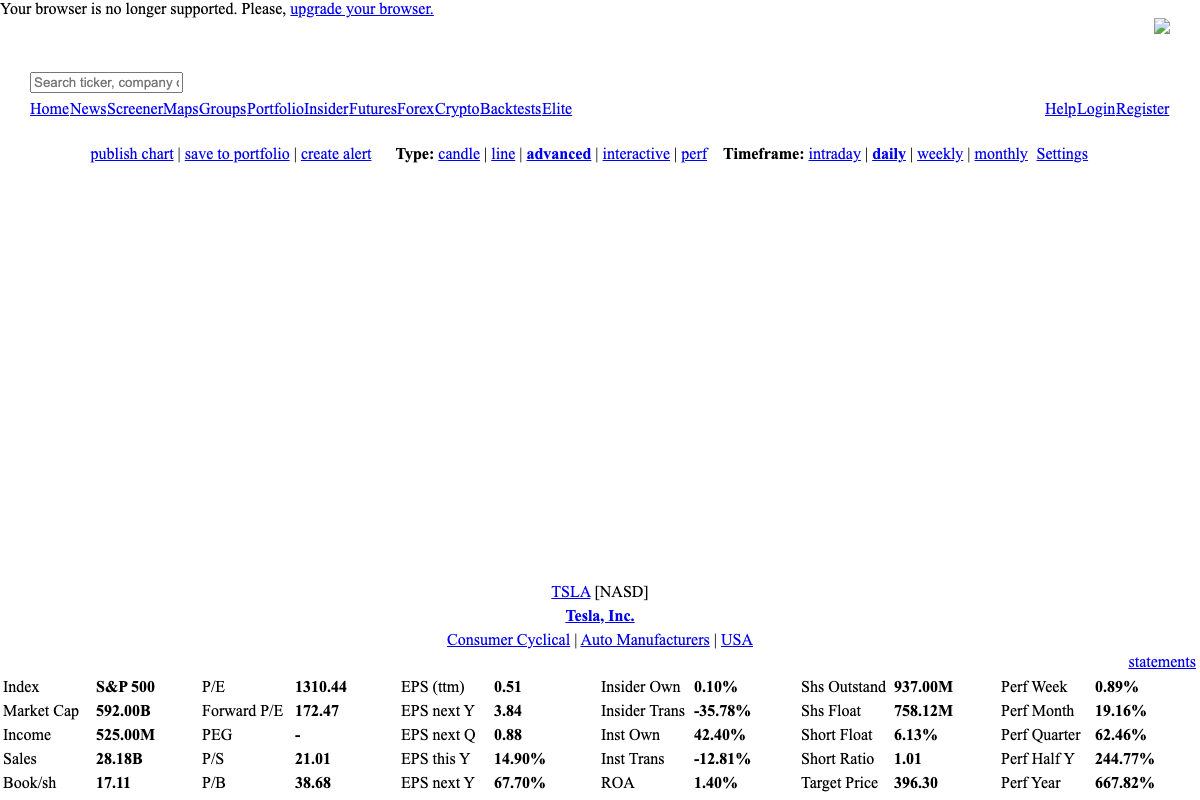 Your browser is no longer supported. Please, upgrade your browser.
Search ticker, company
HomeNewsScreenerMapsGroupsPortfolioInsiderFuturesForexCryptoBacktestsElite HelpLoginRegister
publish chart | save to portfolio | create alert Type: candle | line | advanced | interactive | perf Timeframe: intraday | daily | weekly | monthly Settings
TSLA [NASD]
Tesla, Inc.
Consumer Cyclical | Auto Manufacturers | USA
statements
Index S&P 500 P/E 1310.44 EPS (ttm) 0.51 Insider Own 0.10% Shs Outstand 937.00M Perf Week 0.89%
Market Cap 592.00B Forward P/E 172.47 EPS next Y 3.84 Insider Trans -35.78% Shs Float 758.12M Perf Month 19.16%
Income 525.00M PEG - EPS next Q 0.88 Inst Own 42.40% Short Float 6.13% Perf Quarter 62.46%
Sales 28.18B P/S 21.01 EPS this Y 14.90% Inst Trans -12.81% Short Ratio 1.01 Perf Half Y 244.77%
Book/sh 17.11 P/B 38.68 EPS next Y 67.70% ROA 1.40% Target Price 396.30 Perf Year 667.82%